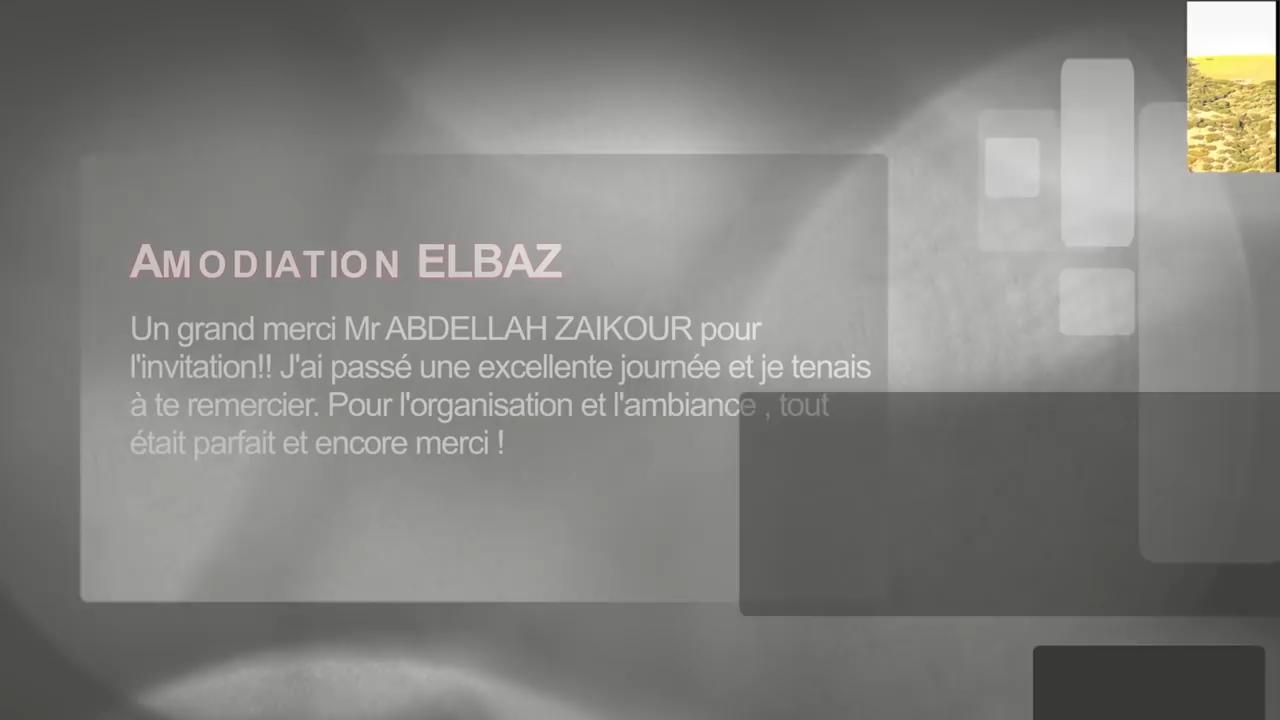 AMODIATION ELBAZ
Un grand merci Mr ABDELLAH ZAIKOUR pour
l'invitation!! J'ai passé une excellente journée et je tenais
à te remercier. Pour l'organisation et l'ambiance , tout
était parfait et encore merci !